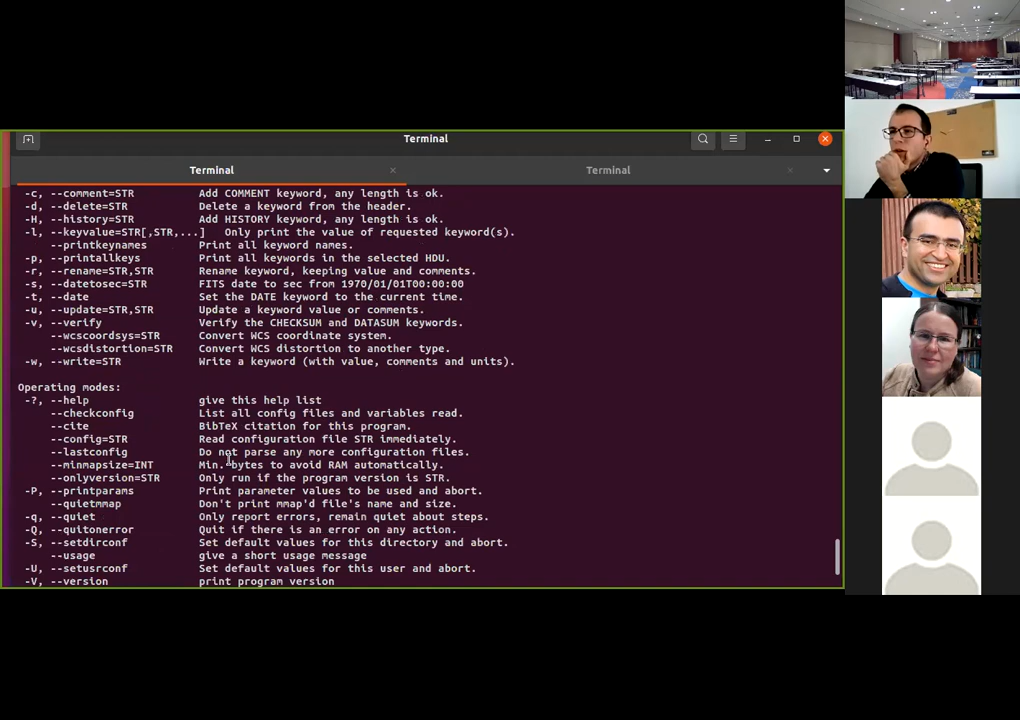 Terminal
Terminal
Terminal
-c, --comment=STR Add COMMENT keyword, any length is ok.
-d, --delete=STR Delete a keyword from the header.
-H, --history=STR Add HISTORY keyword, any length is ok.
-l, --keyvalue=STR[,STR,...] Only print the value of requested keyword(s).
--printkeynames Print all keyword names.
-p, --printallkeys Print all keywords in the selected HDU.
-r, --rename=STR,STR Rename keyword, keeping value and comments.
-s, --datetosec=STR FITS date to sec from 1970/01/01T00:00:00
-t, --date Set the DATE keyword to the current time.
-u, --update=STR,STR Update a keyword value or comments.
-v, --verify Verify the CHECKSUM and DATASUM keywords.
--wcscoordsys=STR Convert WCS coordinate system.
--wcsdistortion=STR Convert WCS distortion to another type.
-w, --write=STR Write a keyword (with value, comments and units).
Operating modes:
-?, --help give this help list
--checkconfig List all config files and variables read.
--cite BibTeX citation for this program.
--config=STR Read configuration file STR immediately.
--lastconfig Do not parse any more configuration files.
--minmapsize=INT Min. bytes to avoid RAM automatically.
--onlyversion=STR Only run if the program version is STR.
-P, --printparams Print parameter values to be used and abort.
--quietmmap Don't print mmap'd file's name and size.
-q, --quiet Only report errors, remain quiet about steps.
-Q, --quitonerror Quit if there is an error on any action.
-S, --setdirconf Set default values for this directory and abort.
--usage give a short usage message
-U, --setusrconf Set default values for this user and abort.
-V, --version print program version